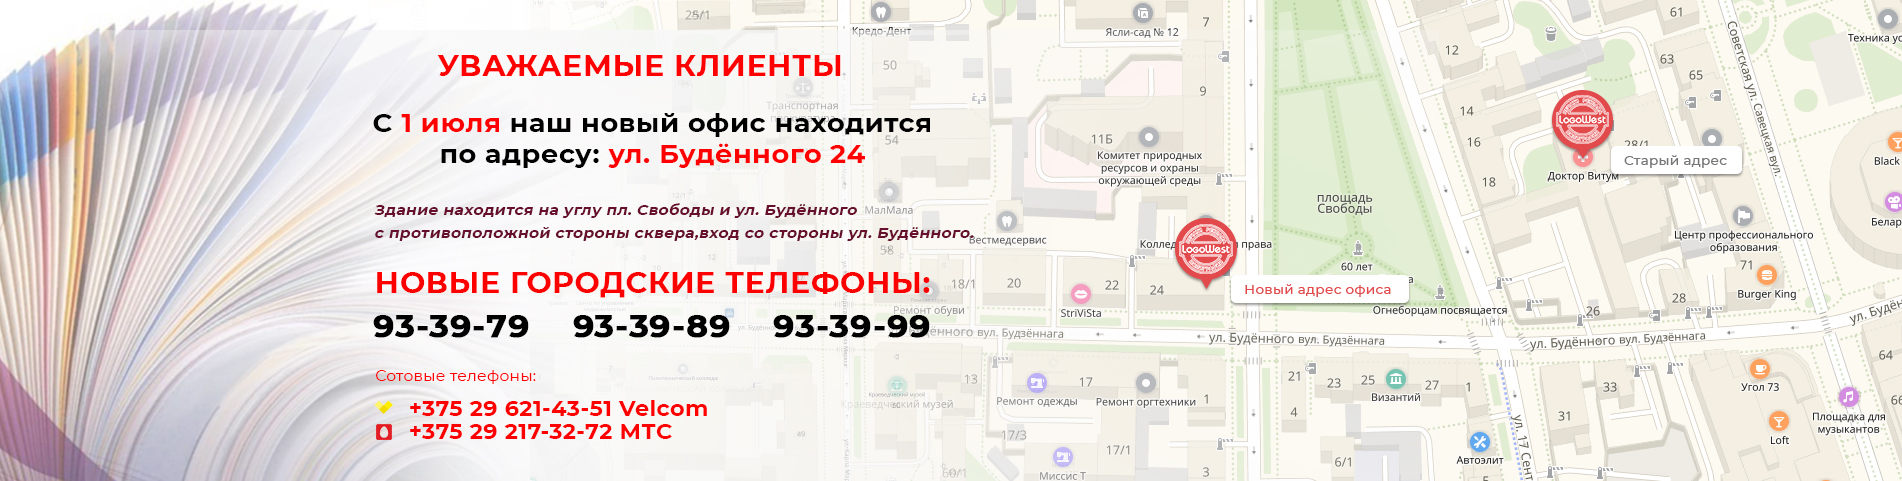 УВАЖАЕМЫЕ КЛИЕНТЫ
С 1 июля наш новый офис находится
по адресу: ул. Будённого 24
Здание находится на углу пл. Свободы и ул. Будённого
с противоположной стороны сквера,вход со стороны ул. Будённого.
НОВЫЕ ГОРОДСКИЕ ТЕЛЕФОНЫ:
93-39-79 93-39-89 93-39-99
Сотовые телефоны:
+375 29 621-43-51 Velcom
+375 29 217-32-72 МТС
25/1
Кредо-Дент
Ясли-сад № 12
7
50
Транспортная
54
9
11Б
Комитет природных
ресурсов и охраны
окружающей среды
МалМала
Вестмедсервис
58
12
18/1
20
22
24
StriViSta
Ремонт обуви
Коллед
права
LogoWest
Новый адрес офиса
площадь
Свободы
60 лет
Огнеборцам посвящается
12
14
16
18
63
65
Советская ул. Савецкая вул.
Техника ус
LogoWest
28/1
Доктор Витум
Старый адрес
Black
Белар
Центр профессионального
образования
71
Burger King
28
26
ённого вул. Будзённага
ул. Будённого вул. Будзённага
ул. Будённого вул. Будзённага
ул. Будённ
13
17
Ремонт одежды
Ремонт оргтехники
Краеведческий музей
1
21
23
25
27
Византий
4
1
16
33
31
34
Угол 73
Loft
Площадка для
музыкантов
17/3
17/1
Миссис Т
60/1
3
6/1
Автоэлит
ул. 17 Сент